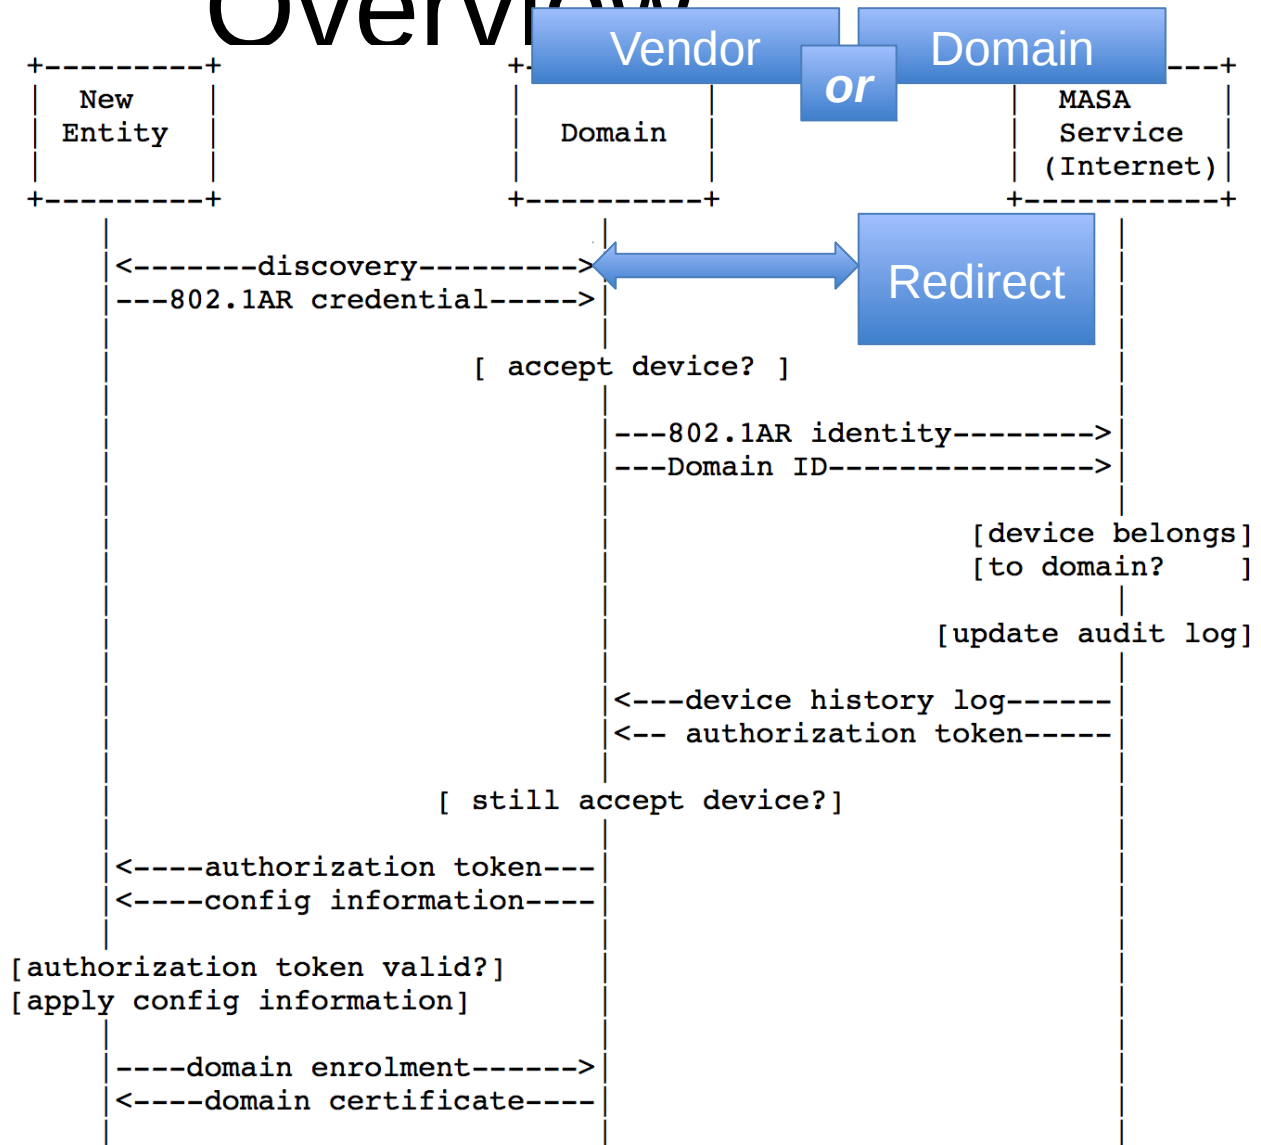 Overview
Vendor
or
Domain
New
Entity
Domain
MASA
Service
(Internet)
<-------discovery--------->
Redirect
---802.1AR credential----->
[ accept device? ]
---802.1AR identity-------->
---Domain ID--------------->
[device belongs]
[to domain? ]
[update audit log]
<---device history log------
<-- authorization token-----
[ still accept device?]
<----authorization token---
<----config information----
[authorization token valid?]
[apply config information]
----domain enrolment------>
<----domain certificate----